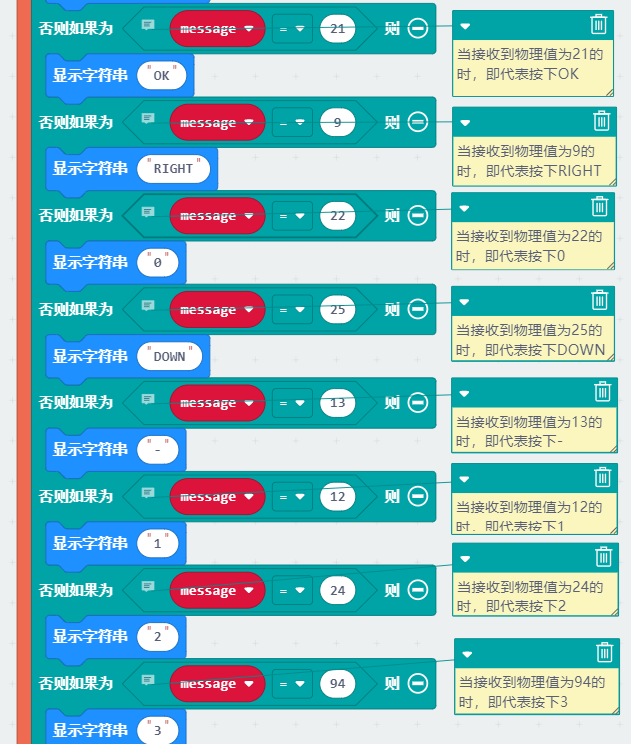 否则如果为 message = 21 则
当接收到物理值为21的
时，即代表按下OK
显示字符串 "OK"
否则如果为 message = 9 则
当接收到物理值为9的
时，即代表按下RIGHT
显示字符串 "RIGHT"
否则如果为 message = 22 则
当接收到物理值为22的
时，即代表按下0
显示字符串 "0"
否则如果为 message = 25 则
当接收到物理值为25的
时，即代表按下DOWN
显示字符串 "DOWN"
否则如果为 message = 13 则
当接收到物理值为13的
时，即代表按下-
显示字符串 "-"
否则如果为 message = 12 则
当接收到物理值为12的
时，即代表按下1
显示字符串 "1"
否则如果为 message = 24 则
当接收到物理值为24的
时，即代表按下2
显示字符串 "2"
否则如果为 message = 94 则
当接收到物理值为94的
时，即代表按下3
显示字符串 "3"